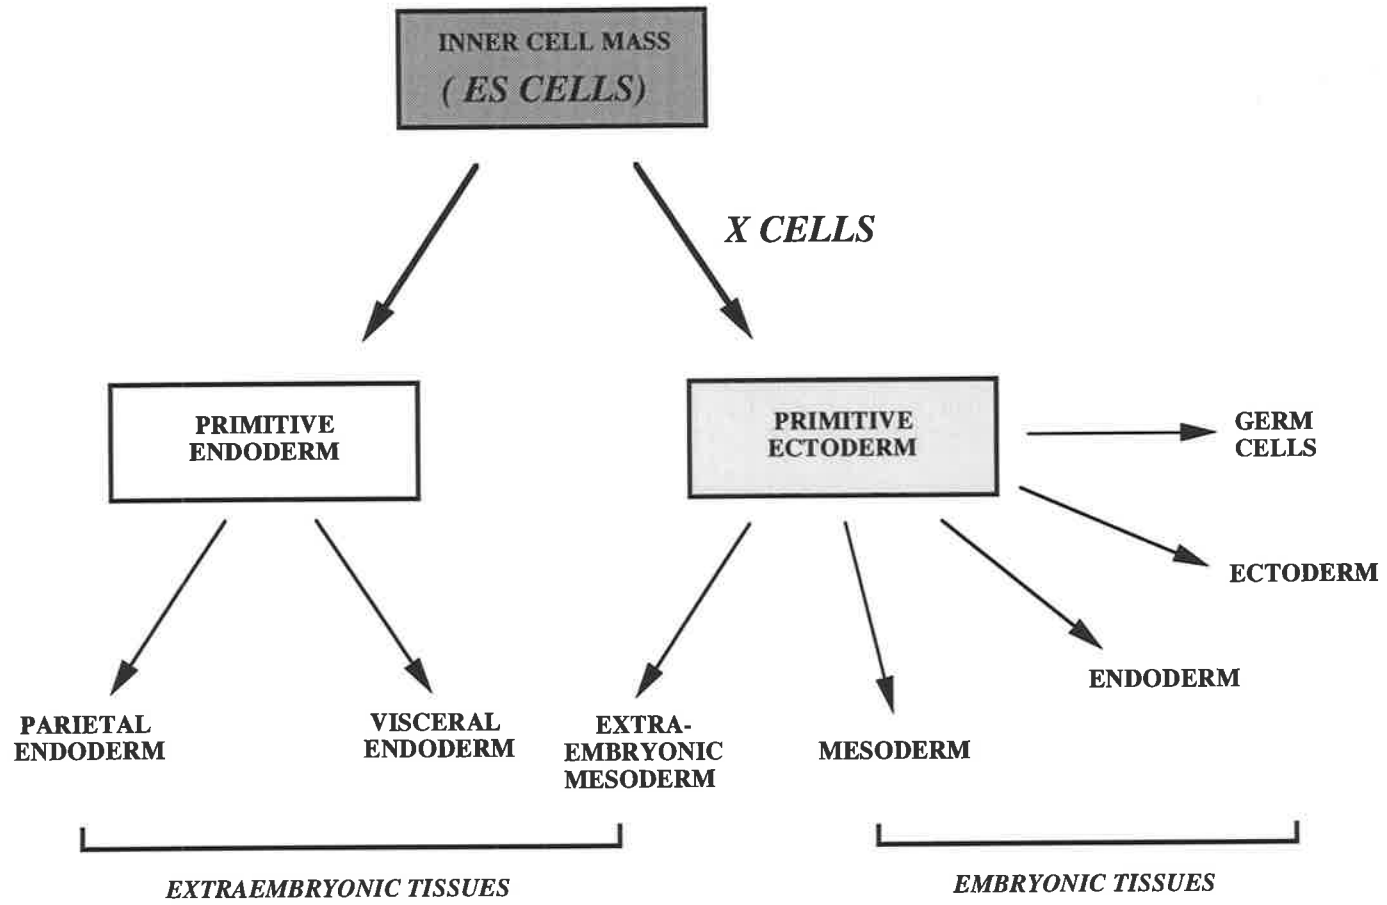 INNER CELL MASS
( ES CELLS)
X CELLS
PRIMITIVE
ENDODERM
PRIMITIVE
ECTODERM
GERM
CELLS
ECTODERM
ENDODERM
PARIETAL
ENDODERM
VISCERAL
ENDODERM
EXTRA-
EMBRYONIC
MESODERM
MESODERM
EXTRAEMBRYONIC TISSUES
EMBRYONIC TISSUES